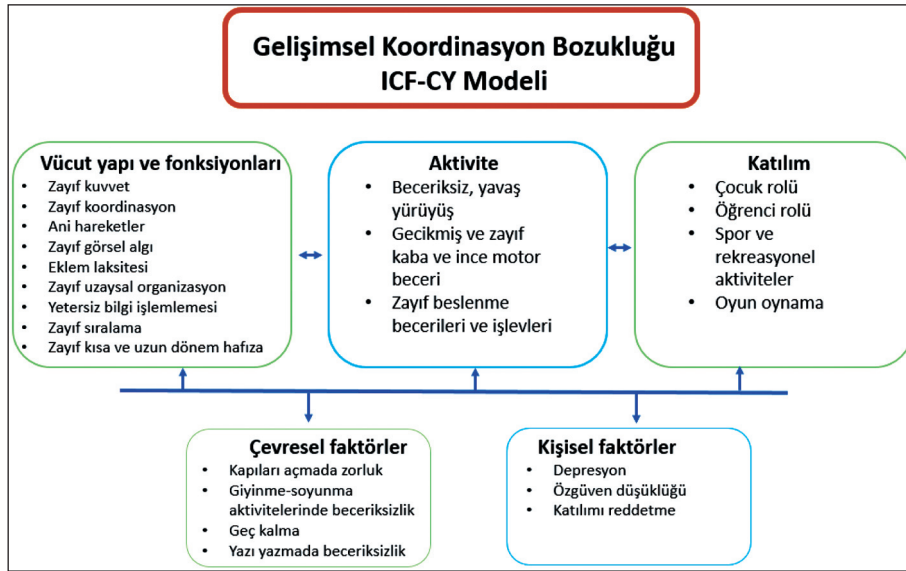 Gelişimsel Koordinasyon Bozukluğu
ICF-CY Modeli
Vücut yapı ve fonksiyonları
• Zayıf kuvvet
• Zayıf koordinasyon
• Ani hareketler
• Zayıf görsel algı
• Eklem laksitesi
• Zayıf uzaysal organizasyon
• Yetersiz bilgi işlemlemesi
• Zayıf sıralama
• Zayıf kısa ve uzun dönem hafıza
Aktivite
• Beceriksiz, yavaş
yürüyüş
• Gecikmiş ve zayıf
kaba ve ince motor
beceri
• Zayıf beslenme
becerileri ve işlevleri
Katılım
• Çocuk rolü
• Öğrenci rolü
• Spor ve
rekreasyonel
aktiviteler
• Oyun oynama
Çevresel faktörler
• Kapıları açmada zorluk
• Giyinme-soyunma
aktivitelerinde beceriksizlik
• Geç kalma
• Yazı yazmada beceriksizlik
Kişisel faktörler
• Depresyon
• Özgüven düşüklüğü
• Katılımı reddetme